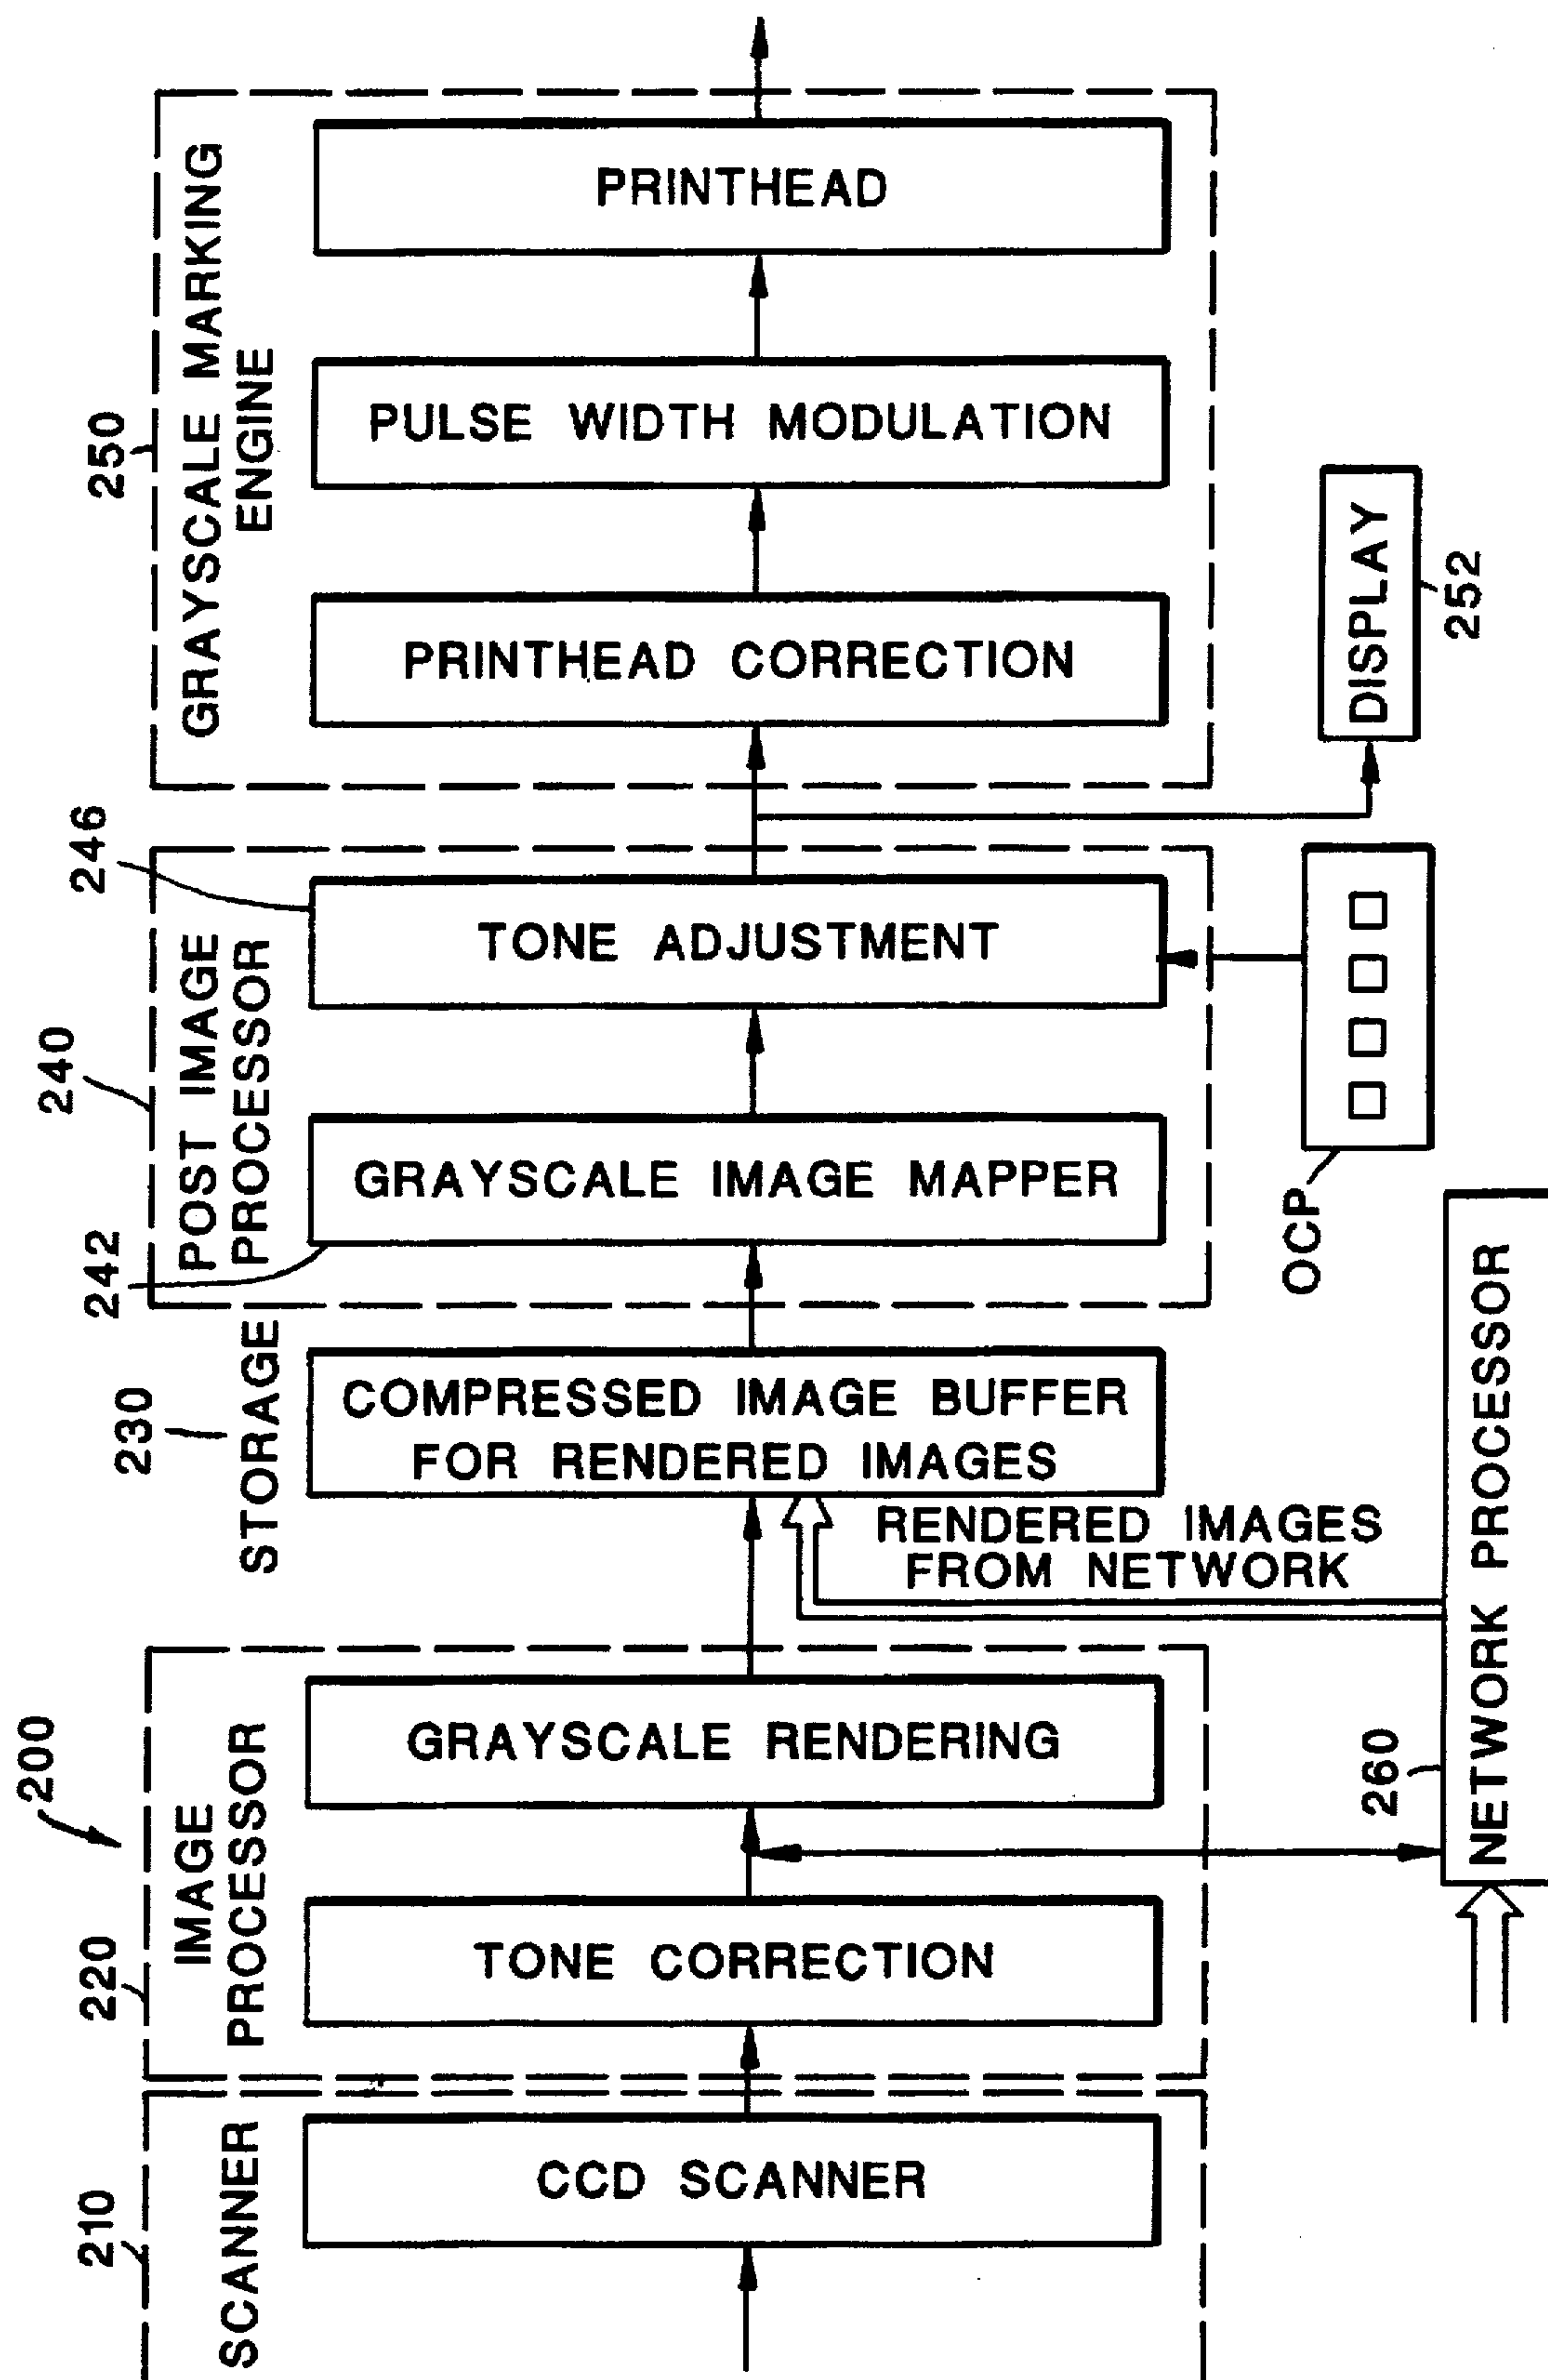 250
GRAYSCALE MARKING
ENGINE
PRINTHEAD
PULSE WIDTH MODULATION
PRINTHEAD CORRECTION
DISPLAY
252
246
240
POST IMAGE
PROCESSOR
TONE ADJUSTMENT
242
GRAYSCALE IMAGE MAPPER
OCP
230
STORAGE
COMPRESSED IMAGE BUFFER
FOR RENDERED IMAGES
RENDERED IMAGES
FROM NETWORK
200
220
IMAGE
PROCESSOR
GRAYSCALE RENDERING
TONE CORRECTION
260
NETWORK PROCESSOR
210
SCANNER
CCD SCANNER